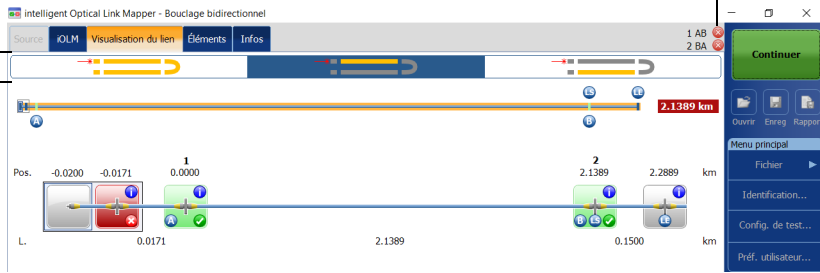 intelligent Optical Link Mapper - Bouclage bidirectionnel
Source iOLM Visualisation du lien Éléments Infos
1 AB
2 BA
Continuer
LS LE
2.1389 km
A B
Ouvrir Enreg Rappor
Menu principal
Fichier
Identification...
Config. de test...
Préf. utilisateur...
1 2
Pos. -0.0200 -0.0171 0.0000 2.1389 2.2889 km
i i i i
A B LS LE
L. 0.0171 2.1389 0.1500 km